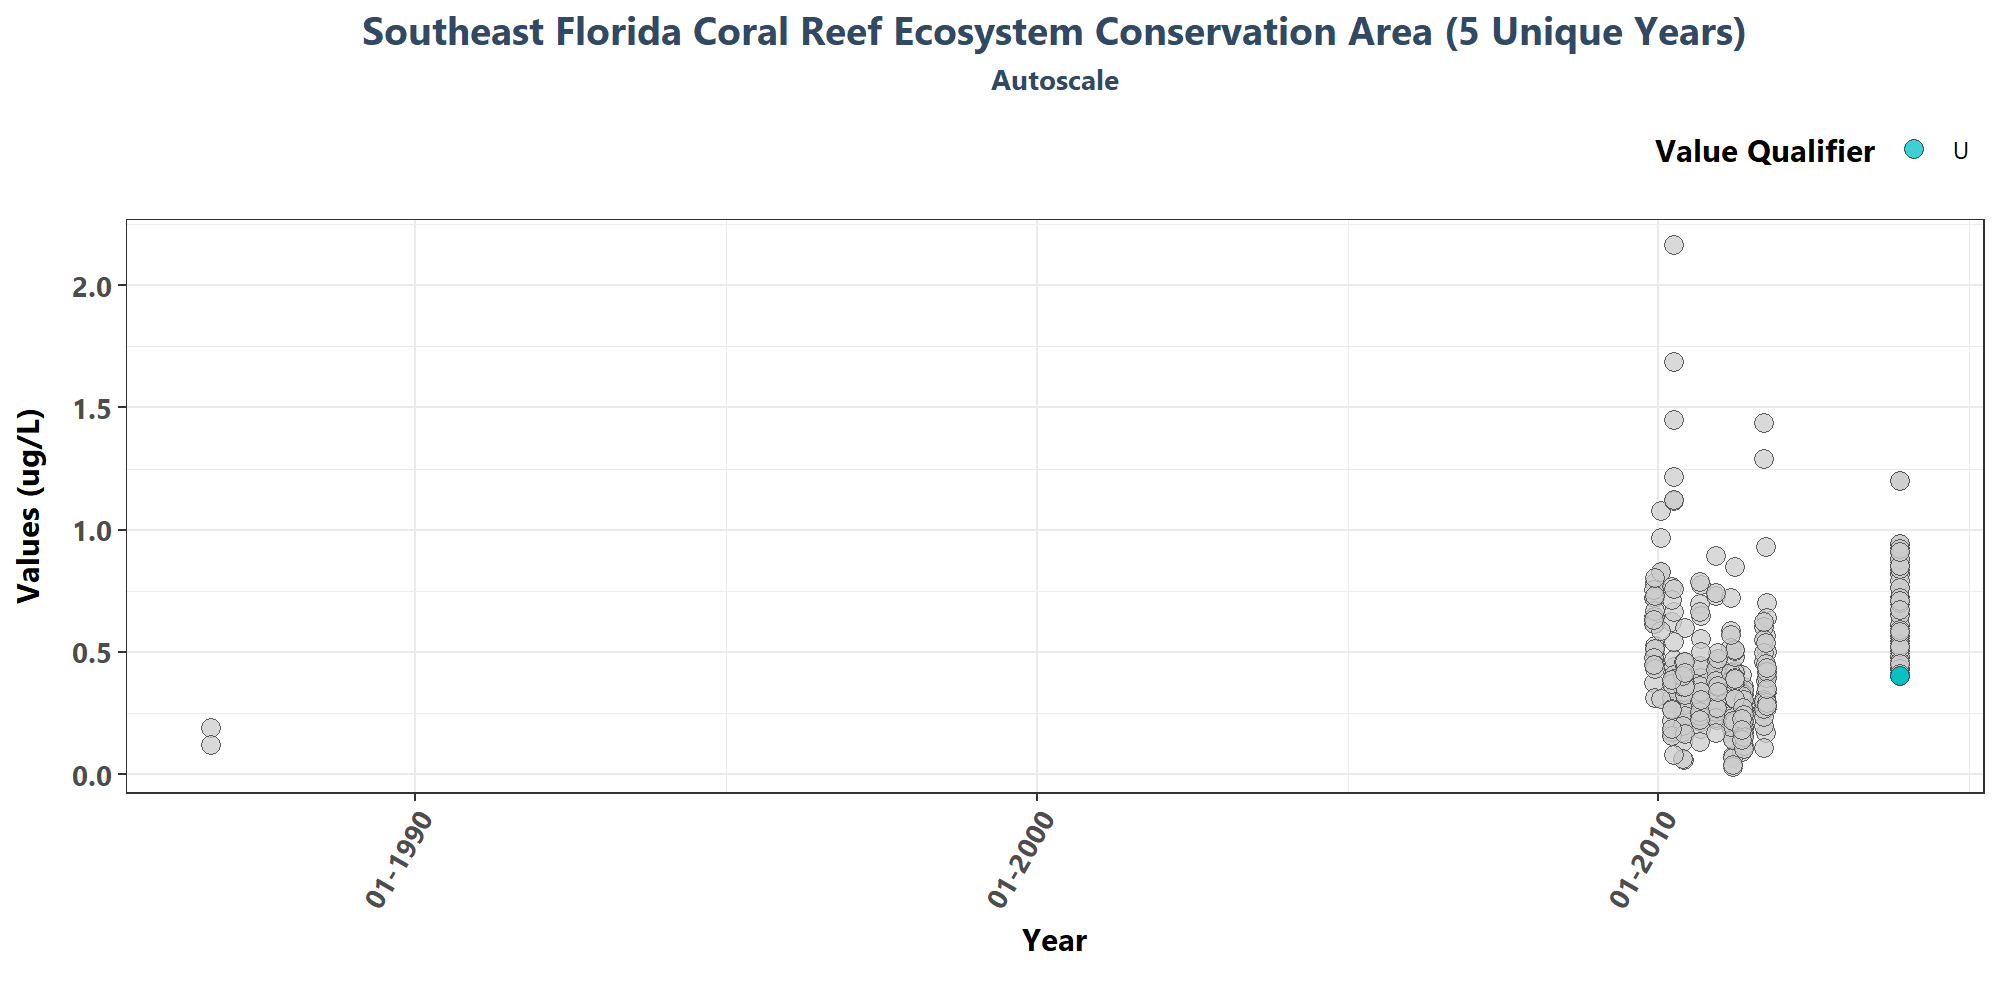 Southeast Florida Coral Reef Ecosystem Conservation Area (5 Unique Years)
Autoscale
Value Qualifier U
Values (ug/L)
2.0
1.5
1.0
0.5
0.0
01-1990 01-2000 01-2010
Year